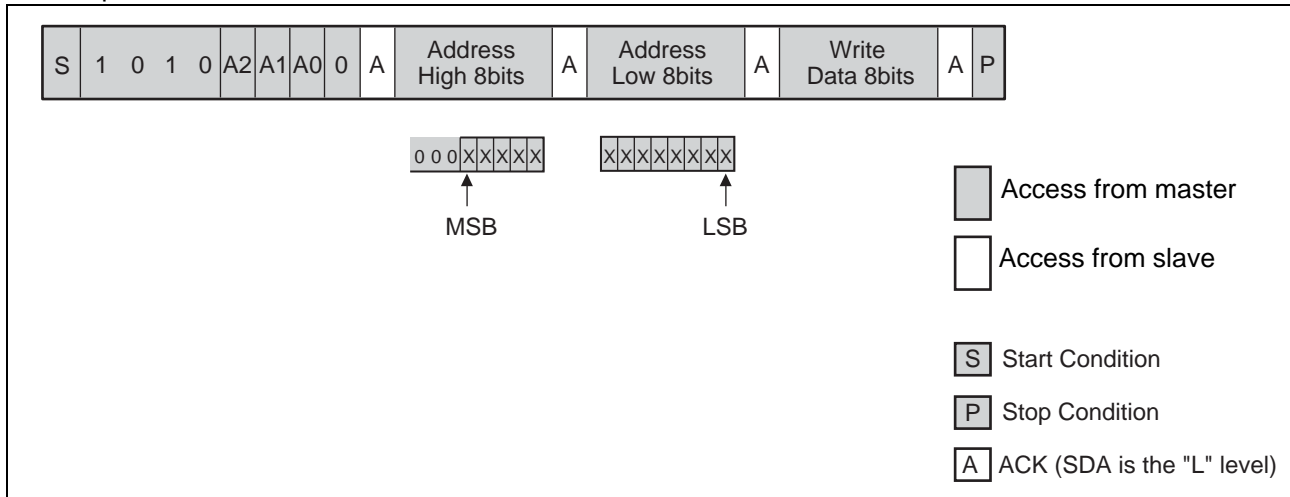 S 1 0 1 0 A2 A1 A0 0 A Address High 8bits A Address Low 8bits A Write Data 8bits A P
0 0 0 X X X X X X X X X X X X X
MSB LSB
Access from master
Access from slave
S Start Condition
P Stop Condition
A ACK (SDA is the "L" level)